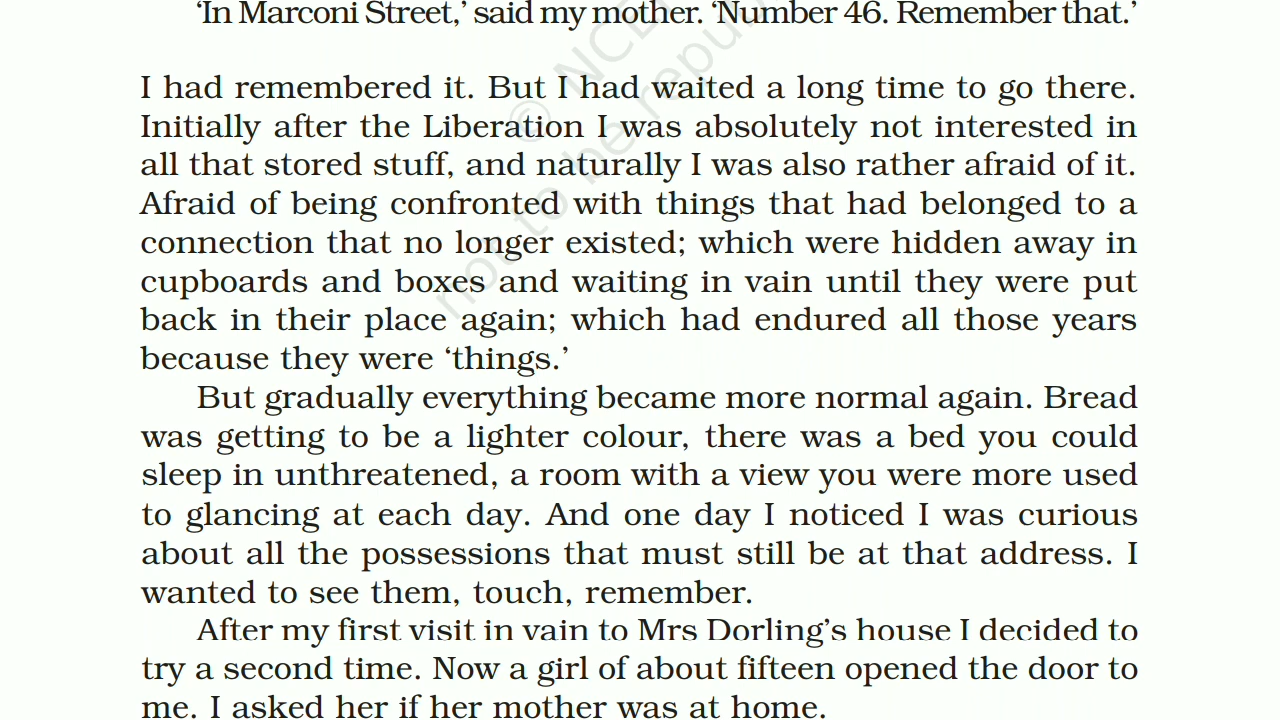 ‘In Marconi Street,’ said my mother. ‘Number 46. Remember that.’
I had remembered it. But I had waited a long time to go there.
Initially after the Liberation I was absolutely not interested in
all that stored stuff, and naturally I was also rather afraid of it.
Afraid of being confronted with things that had belonged to a
connection that no longer existed; which were hidden away in
cupboards and boxes and waiting in vain until they were put
back in their place again; which had endured all those years
because they were ‘things.’
But gradually everything became more normal again. Bread
was getting to be a lighter colour, there was a bed you could
sleep in unthreatened, a room with a view you were more used
to glancing at each day. And one day I noticed I was curious
about all the possessions that must still be at that address. I
wanted to see them, touch, remember.
After my first visit in vain to Mrs Dorling’s house I decided to
try a second time. Now a girl of about fifteen opened the door to
me. I asked her if her mother was at home.
© NCE
not to be repu